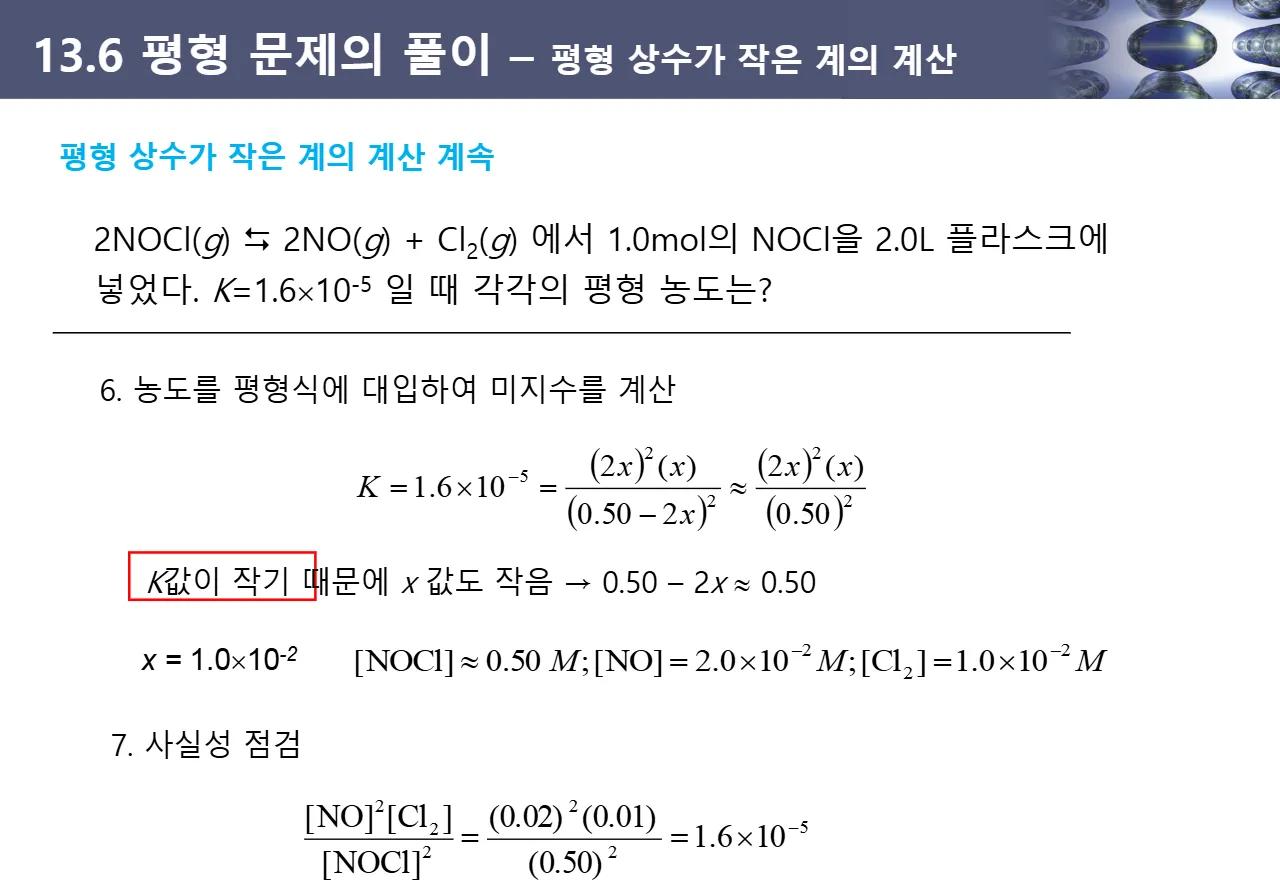 13.6 평형 문제의 풀이 – 평형 상수가 작은 계의 계산
평형 상수가 작은 계의 계산 계속
2NOCl(g) ⇆ 2NO(g) + Cl₂(g) 에서 1.0mol의 NOCl을 2.0L 플라스크에
넣었다. K=1.6×10⁻⁵ 일 때 각각의 평형 농도는?
6. 농도를 평형식에 대입하여 미지수를 계산
K = 1.6×10⁻⁵ = (2x)²(x) / (0.50 − 2x)² ≈ (2x)²(x) / (0.50)²
K값이 작기 때문에 x 값도 작음 → 0.50 – 2x ≈ 0.50
x = 1.0×10⁻² [NOCl] ≈ 0.50 M; [NO] = 2.0×10⁻² M; [Cl₂] = 1.0×10⁻² M
7. 사실성 점검
[NO]²[Cl₂] / [NOCl]² = (0.02)²(0.01) / (0.50)² = 1.6×10⁻⁵